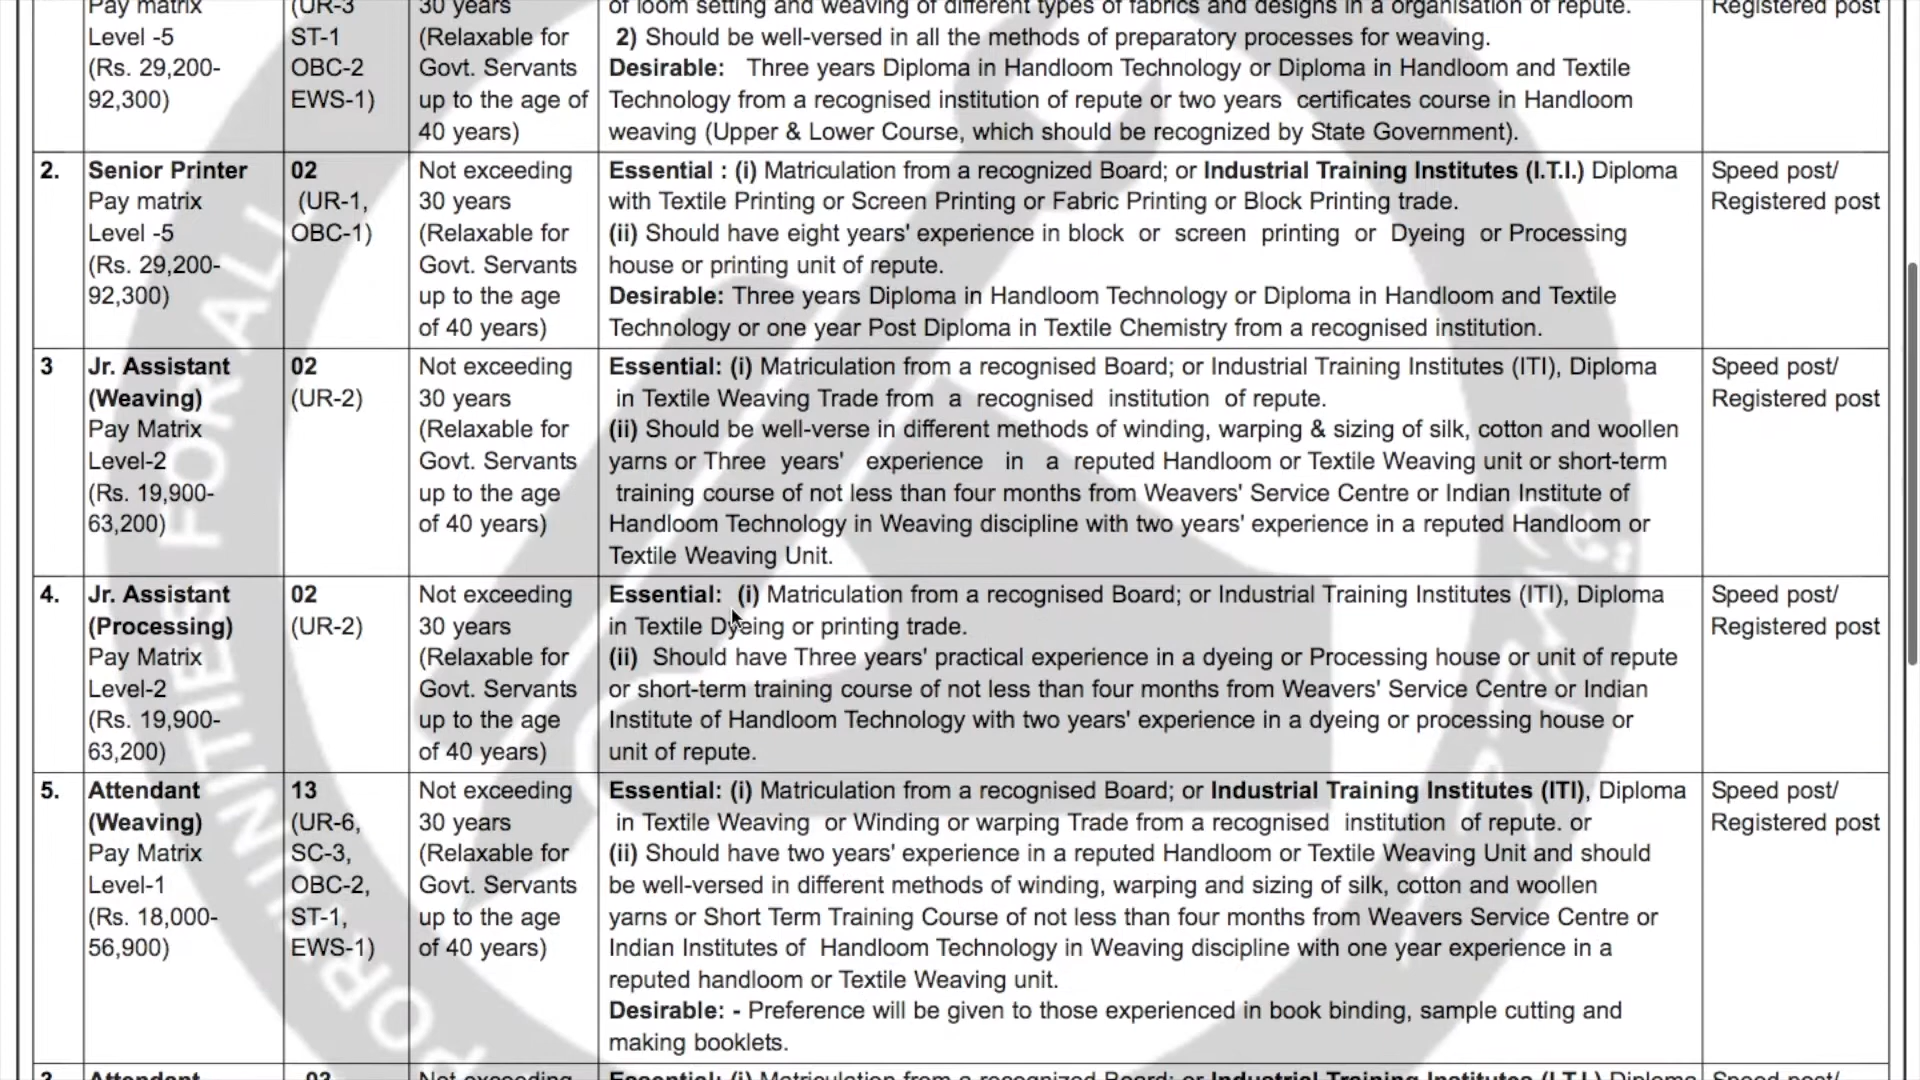 Pay matrix
Level -5
(Rs. 29,200-
92,300)
(UR-3
ST-1
OBC-2
EWS-1)
30 years
(Relaxable for
Govt. Servants
up to the age of
40 years)
of loom setting and weaving of different types of fabrics and designs in a organisation of repute.
2) Should be well-versed in all the methods of preparatory processes for weaving.
Desirable: Three years Diploma in Handloom Technology or Diploma in Handloom and Textile
Technology from a recognised institution of repute or two years certificates course in Handloom
weaving (Upper & Lower Course, which should be recognized by State Government).
Registered post
2.
Senior Printer
Pay matrix
Level -5
(Rs. 29,200-
92,300)
02
(UR-1,
OBC-1)
Not exceeding
30 years
(Relaxable for
Govt. Servants
up to the age
of 40 years)
Essential : (i) Matriculation from a recognized Board; or Industrial Training Institutes (I.T.I.) Diploma
with Textile Printing or Screen Printing or Fabric Printing or Block Printing trade.
(ii) Should have eight years' experience in block or screen printing or Dyeing or Processing
house or printing unit of repute.
Desirable: Three years Diploma in Handloom Technology or Diploma in Handloom and Textile
Technology or one year Post Diploma in Textile Chemistry from a recognised institution.
Speed post/
Registered post
3
Jr. Assistant
(Weaving)
Pay Matrix
Level-2
(Rs. 19,900-
63,200)
02
(UR-2)
Not exceeding
30 years
(Relaxable for
Govt. Servants
up to the age
of 40 years)
Essential: (i) Matriculation from a recognised Board; or Industrial Training Institutes (ITI), Diploma
in Textile Weaving Trade from a recognised institution of repute.
(ii) Should be well-verse in different methods of winding, warping & sizing of silk, cotton and woollen
yarns or Three years' experience in a reputed Handloom or Textile Weaving unit or short-term
training course of not less than four months from Weavers' Service Centre or Indian Institute of
Handloom Technology in Weaving discipline with two years' experience in a reputed Handloom or
Textile Weaving Unit.
Speed post/
Registered post
4.
Jr. Assistant
(Processing)
Pay Matrix
Level-2
(Rs. 19,900-
63,200)
02
(UR-2)
Not exceeding
30 years
(Relaxable for
Govt. Servants
up to the age
of 40 years)
Essential: (i) Matriculation from a recognised Board; or Industrial Training Institutes (ITI), Diploma
in Textile Dyeing or printing trade.
(ii) Should have Three years' practical experience in a dyeing or Processing house or unit of repute
or short-term training course of not less than four months from Weavers' Service Centre or Indian
Institute of Handloom Technology with two years' experience in a dyeing or processing house or
unit of repute.
Speed post/
Registered post
5.
Attendant
(Weaving)
Pay Matrix
Level-1
(Rs. 18,000-
56,900)
13
(UR-6,
SC-3,
OBC-2,
ST-1,
EWS-1)
Not exceeding
30 years
(Relaxable for
Govt. Servants
up to the age
of 40 years)
Essential: (i) Matriculation from a recognised Board; or Industrial Training Institutes (ITI), Diploma
in Textile Weaving or Winding or warping Trade from a recognised institution of repute. or
(ii) Should have two years' experience in a reputed Handloom or Textile Weaving Unit and should
be well-versed in different methods of winding, warping and sizing of silk, cotton and woollen
yarns or Short Term Training Course of not less than four months from Weavers Service Centre or
Indian Institutes of Handloom Technology in Weaving discipline with one year experience in a
reputed handloom or Textile Weaving unit.
Desirable: - Preference will be given to those experienced in book binding, sample cutting and
making booklets.
Speed post/
Registered post
Attendant
03
Not exceeding
Essential: (i) Matriculation from a recognized Board; or Industrial Training Institutes (I.T.I.) Diploma
Speed post/
FOR ALL